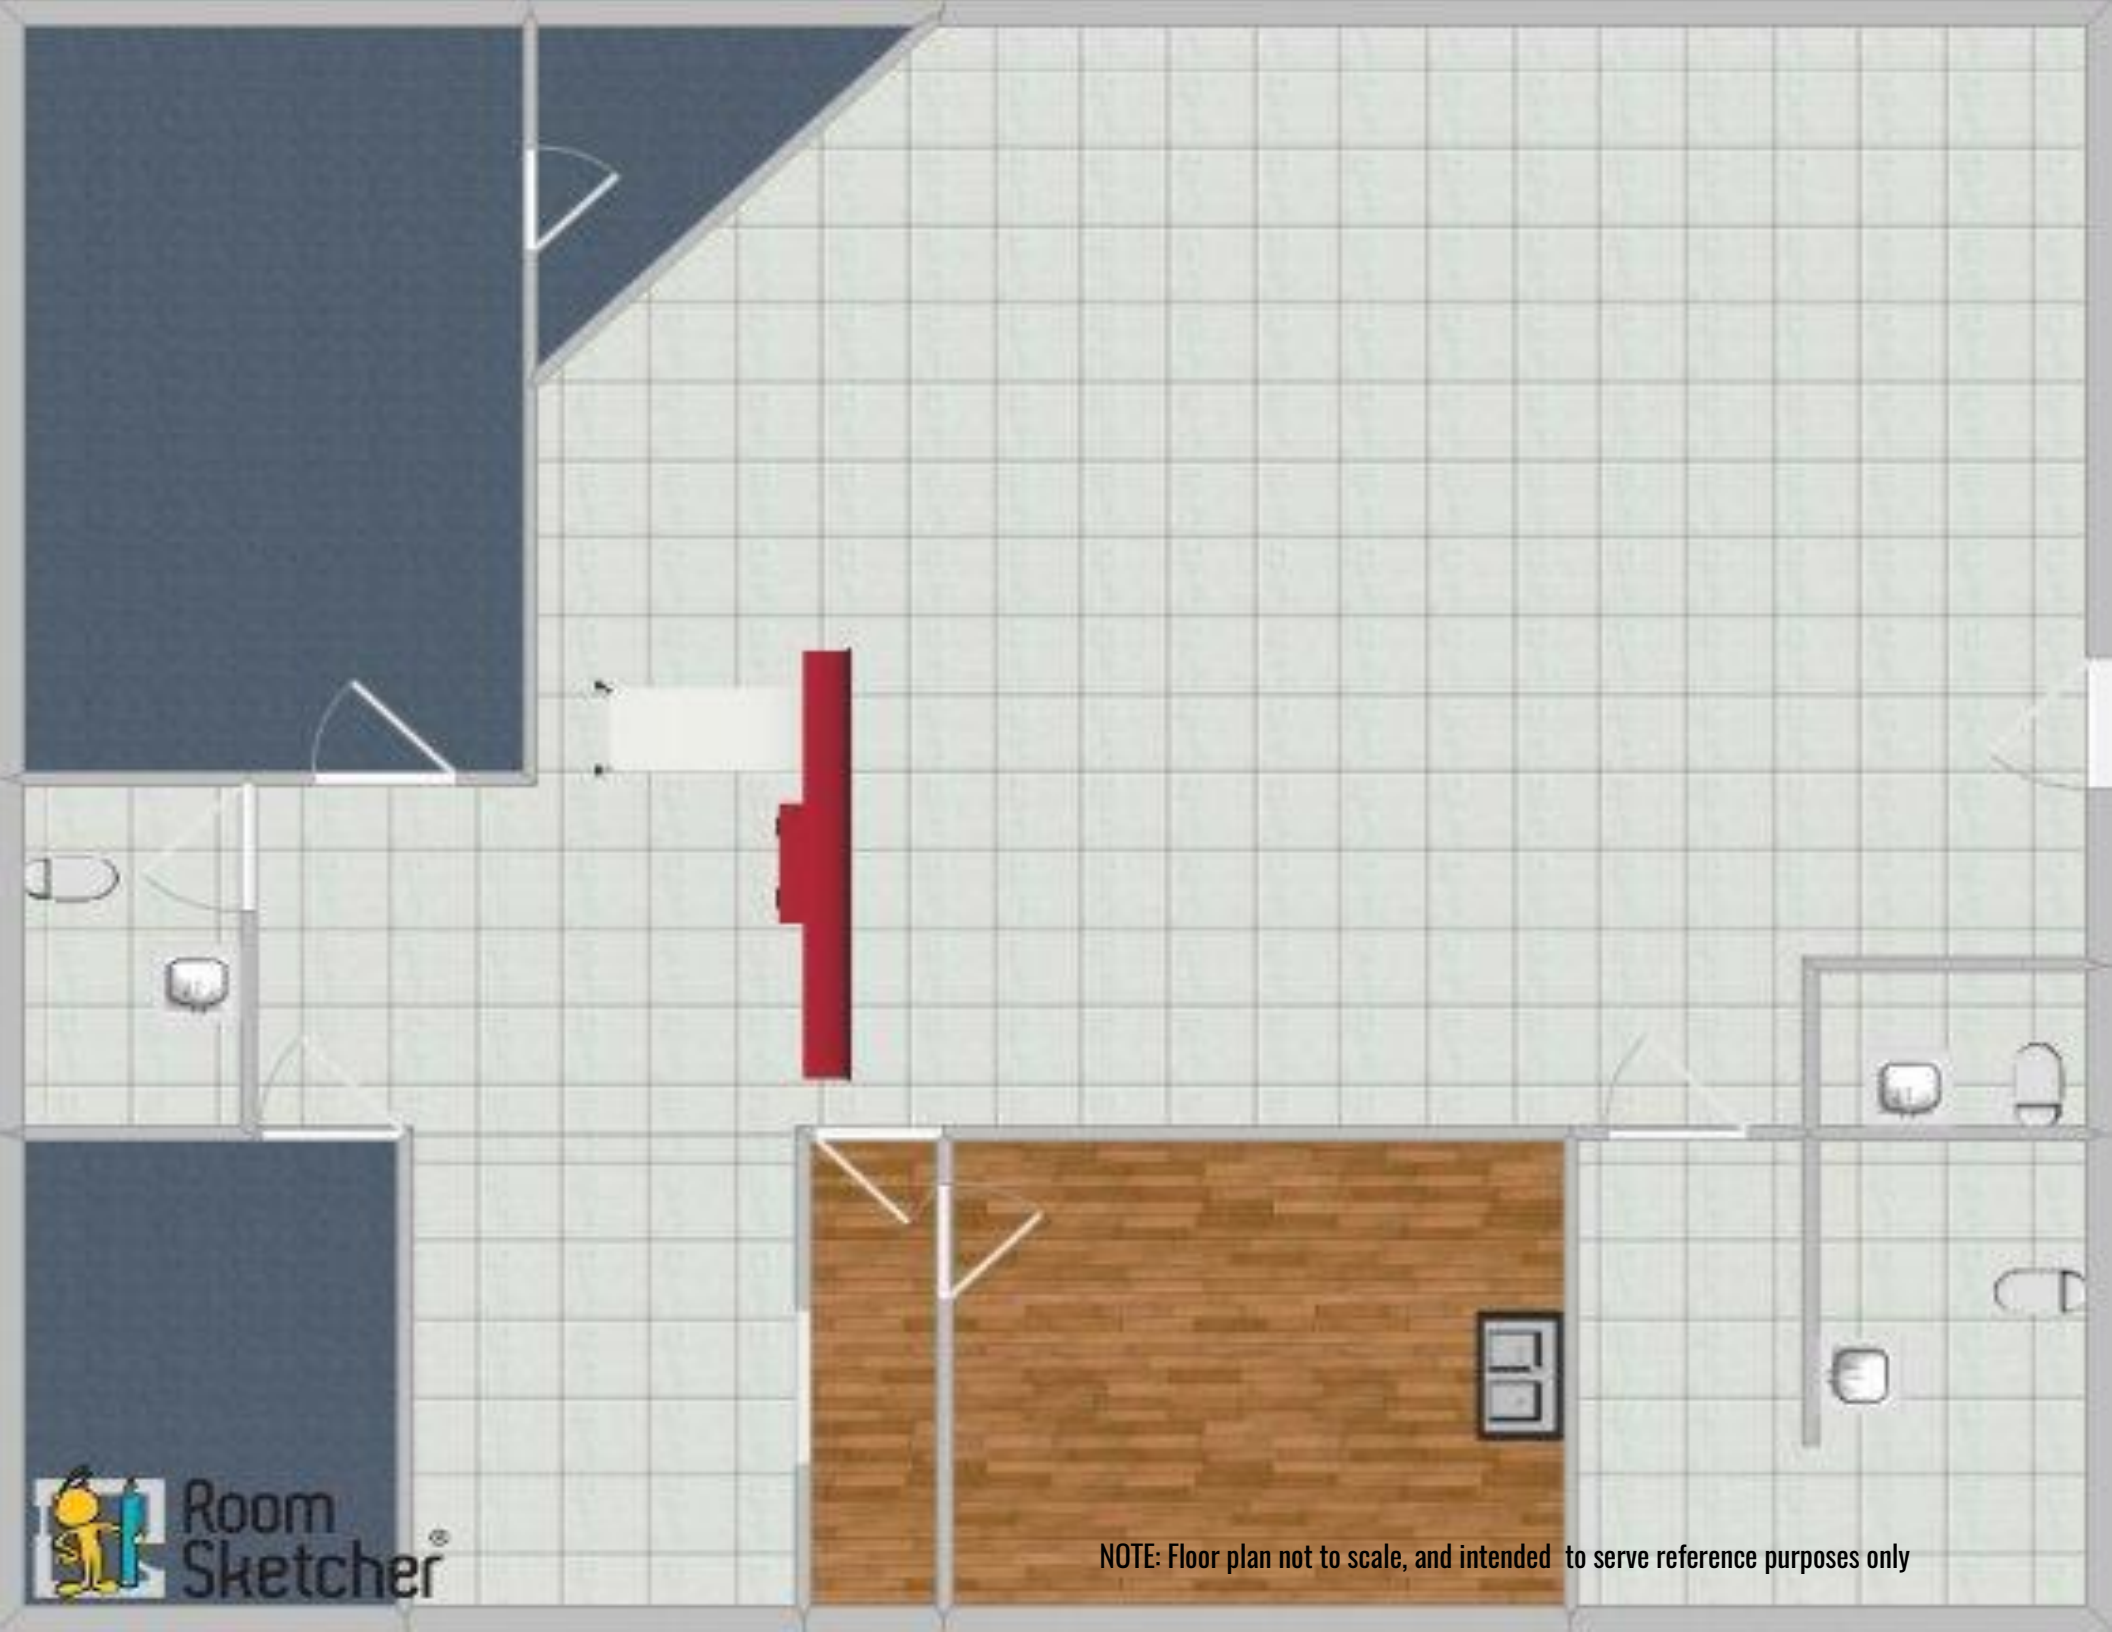 Room
Sketcher®
NOTE: Floor plan not to scale, and intended  to serve reference purposes only